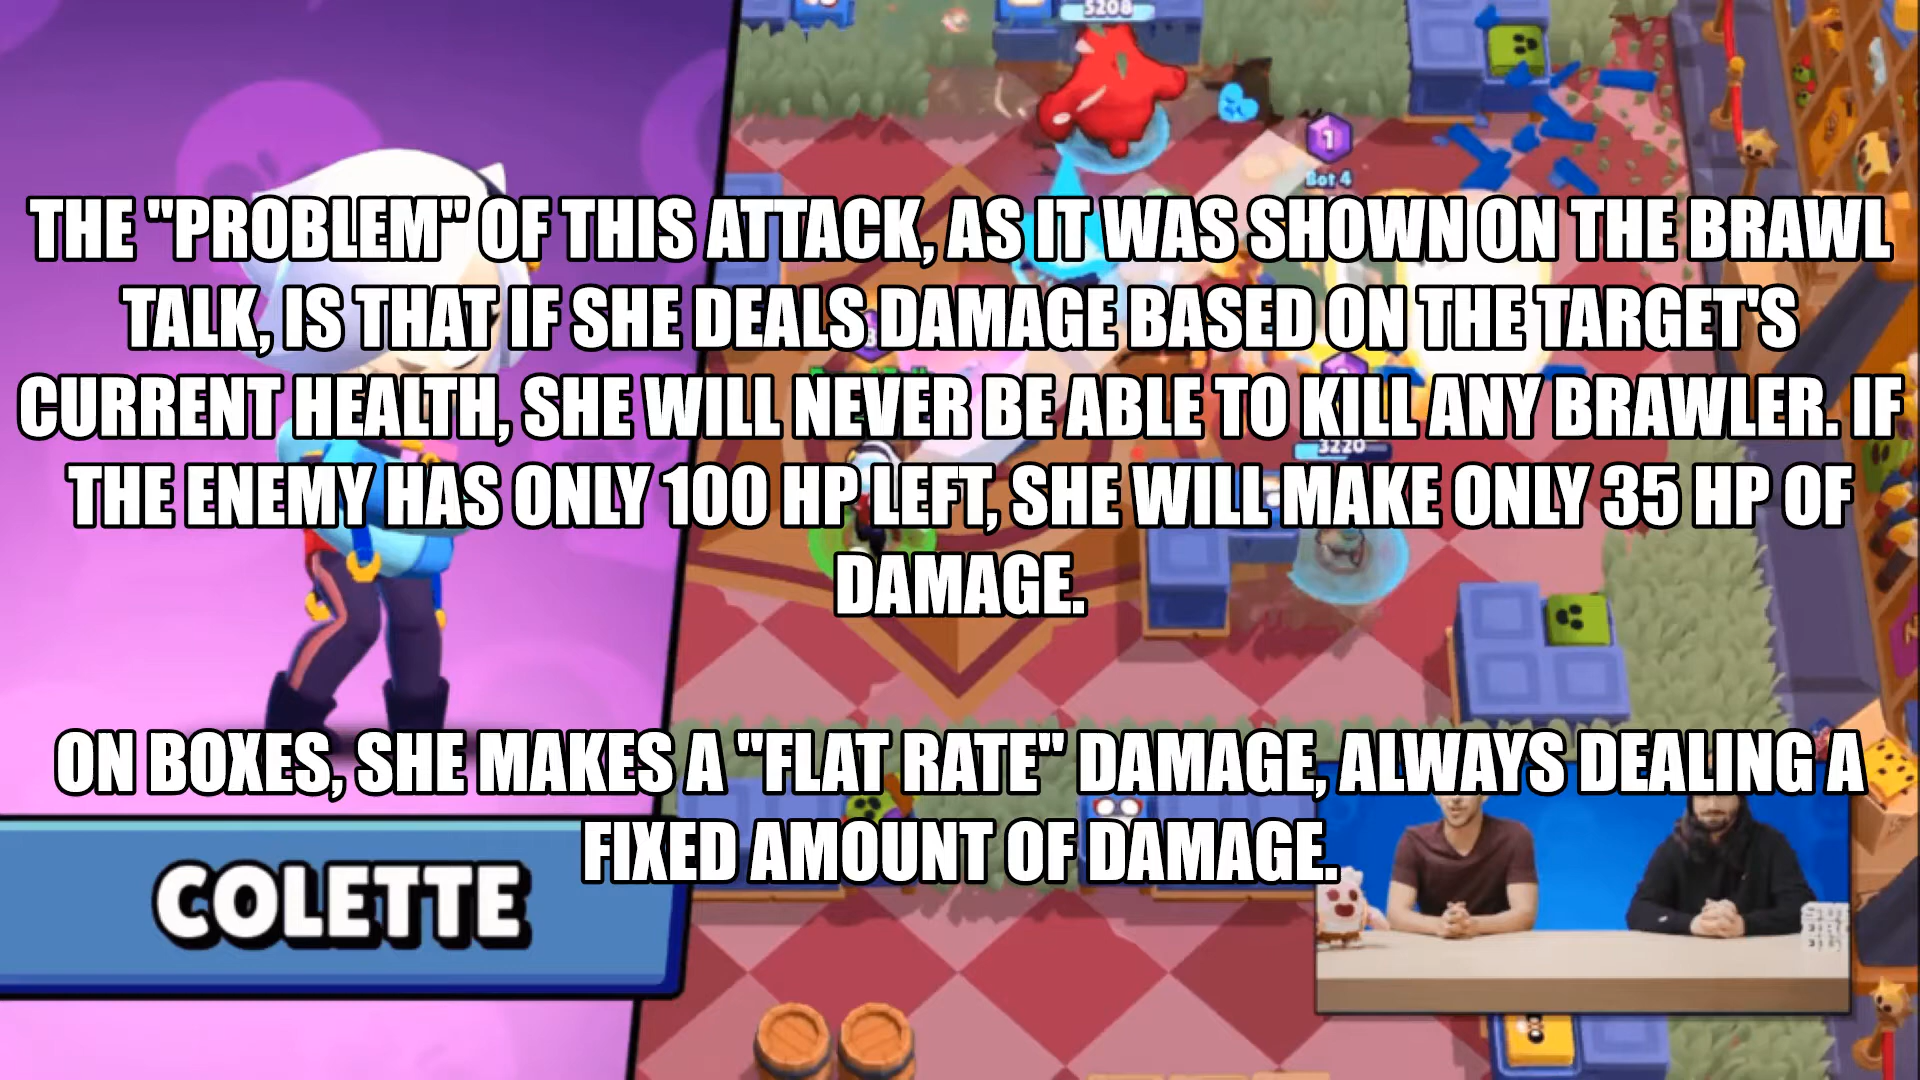 5208
1
Bot 4
THE "PROBLEM" OF THIS ATTACK, AS IT WAS SHOWN ON THE BRAWL
TALK, IS THAT IF SHE DEALS DAMAGE BASED ON THE TARGET'S
CURRENT HEALTH, SHE WILL NEVER BE ABLE TO KILL ANY BRAWLER. IF
3220
THE ENEMY HAS ONLY 100 HP LEFT, SHE WILL MAKE ONLY 35 HP OF
DAMAGE.
ON BOXES, SHE MAKES A "FLAT RATE" DAMAGE, ALWAYS DEALING A
FIXED AMOUNT OF DAMAGE.
COLETTE